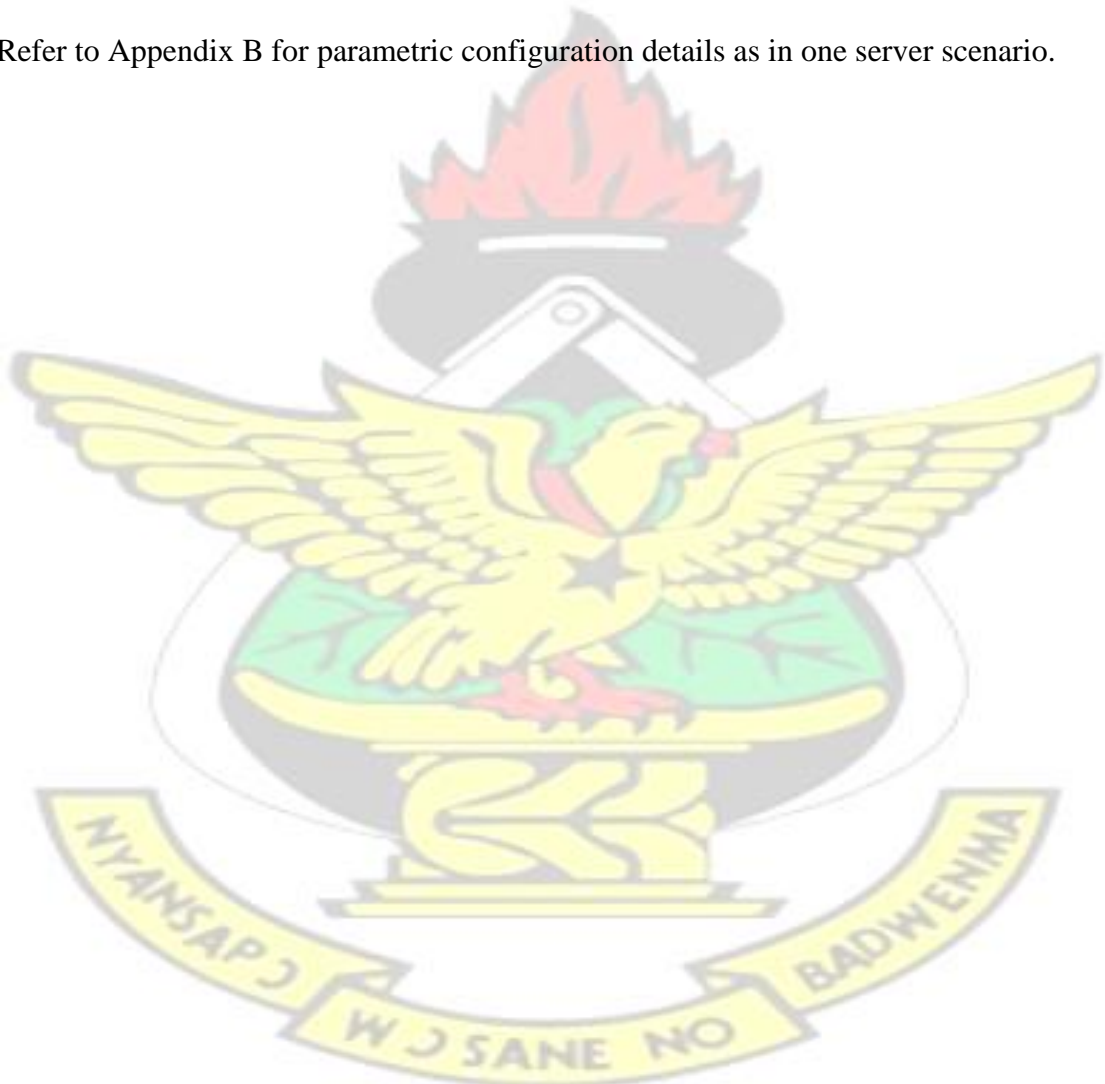 Refer to Appendix B for parametric configuration details as in one server scenario.
NYANSAPƆ
WƆSANE NO
BADWENMA